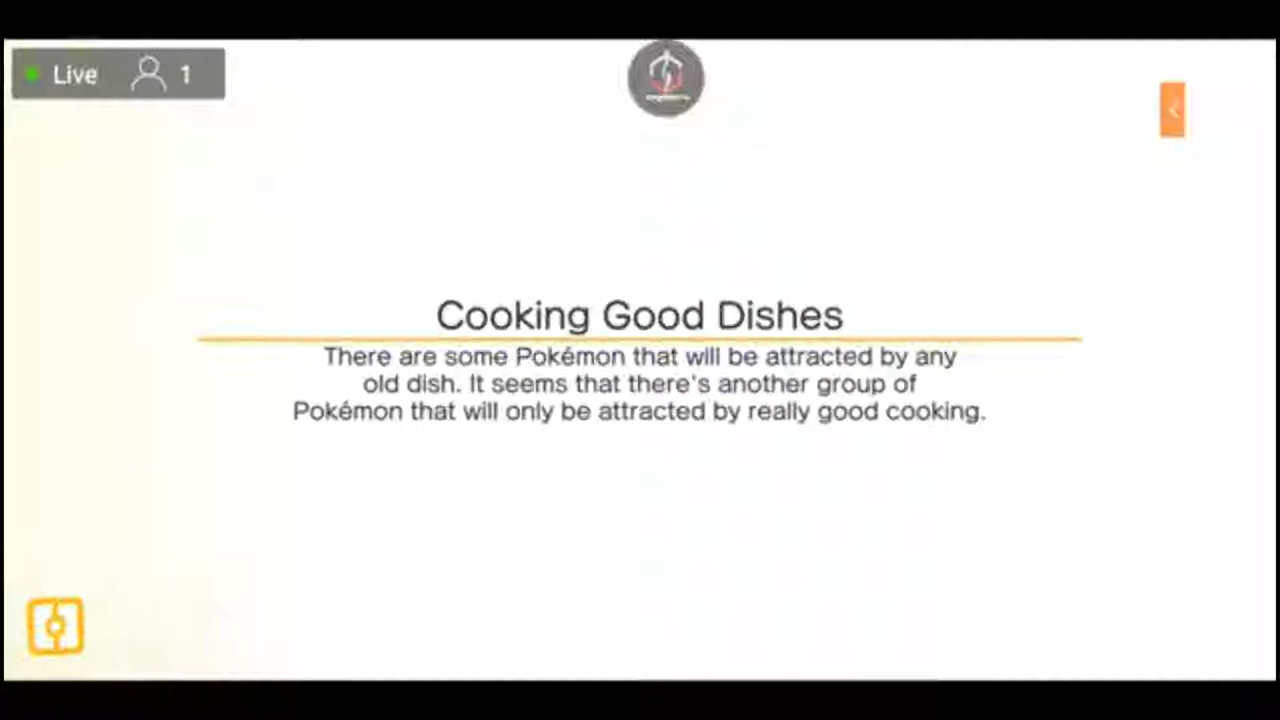 Live 1
Cooking Good Dishes
There are some Pokémon that will be attracted by any
old dish. It seems that there's another group of
Pokémon that will only be attracted by really good cooking.